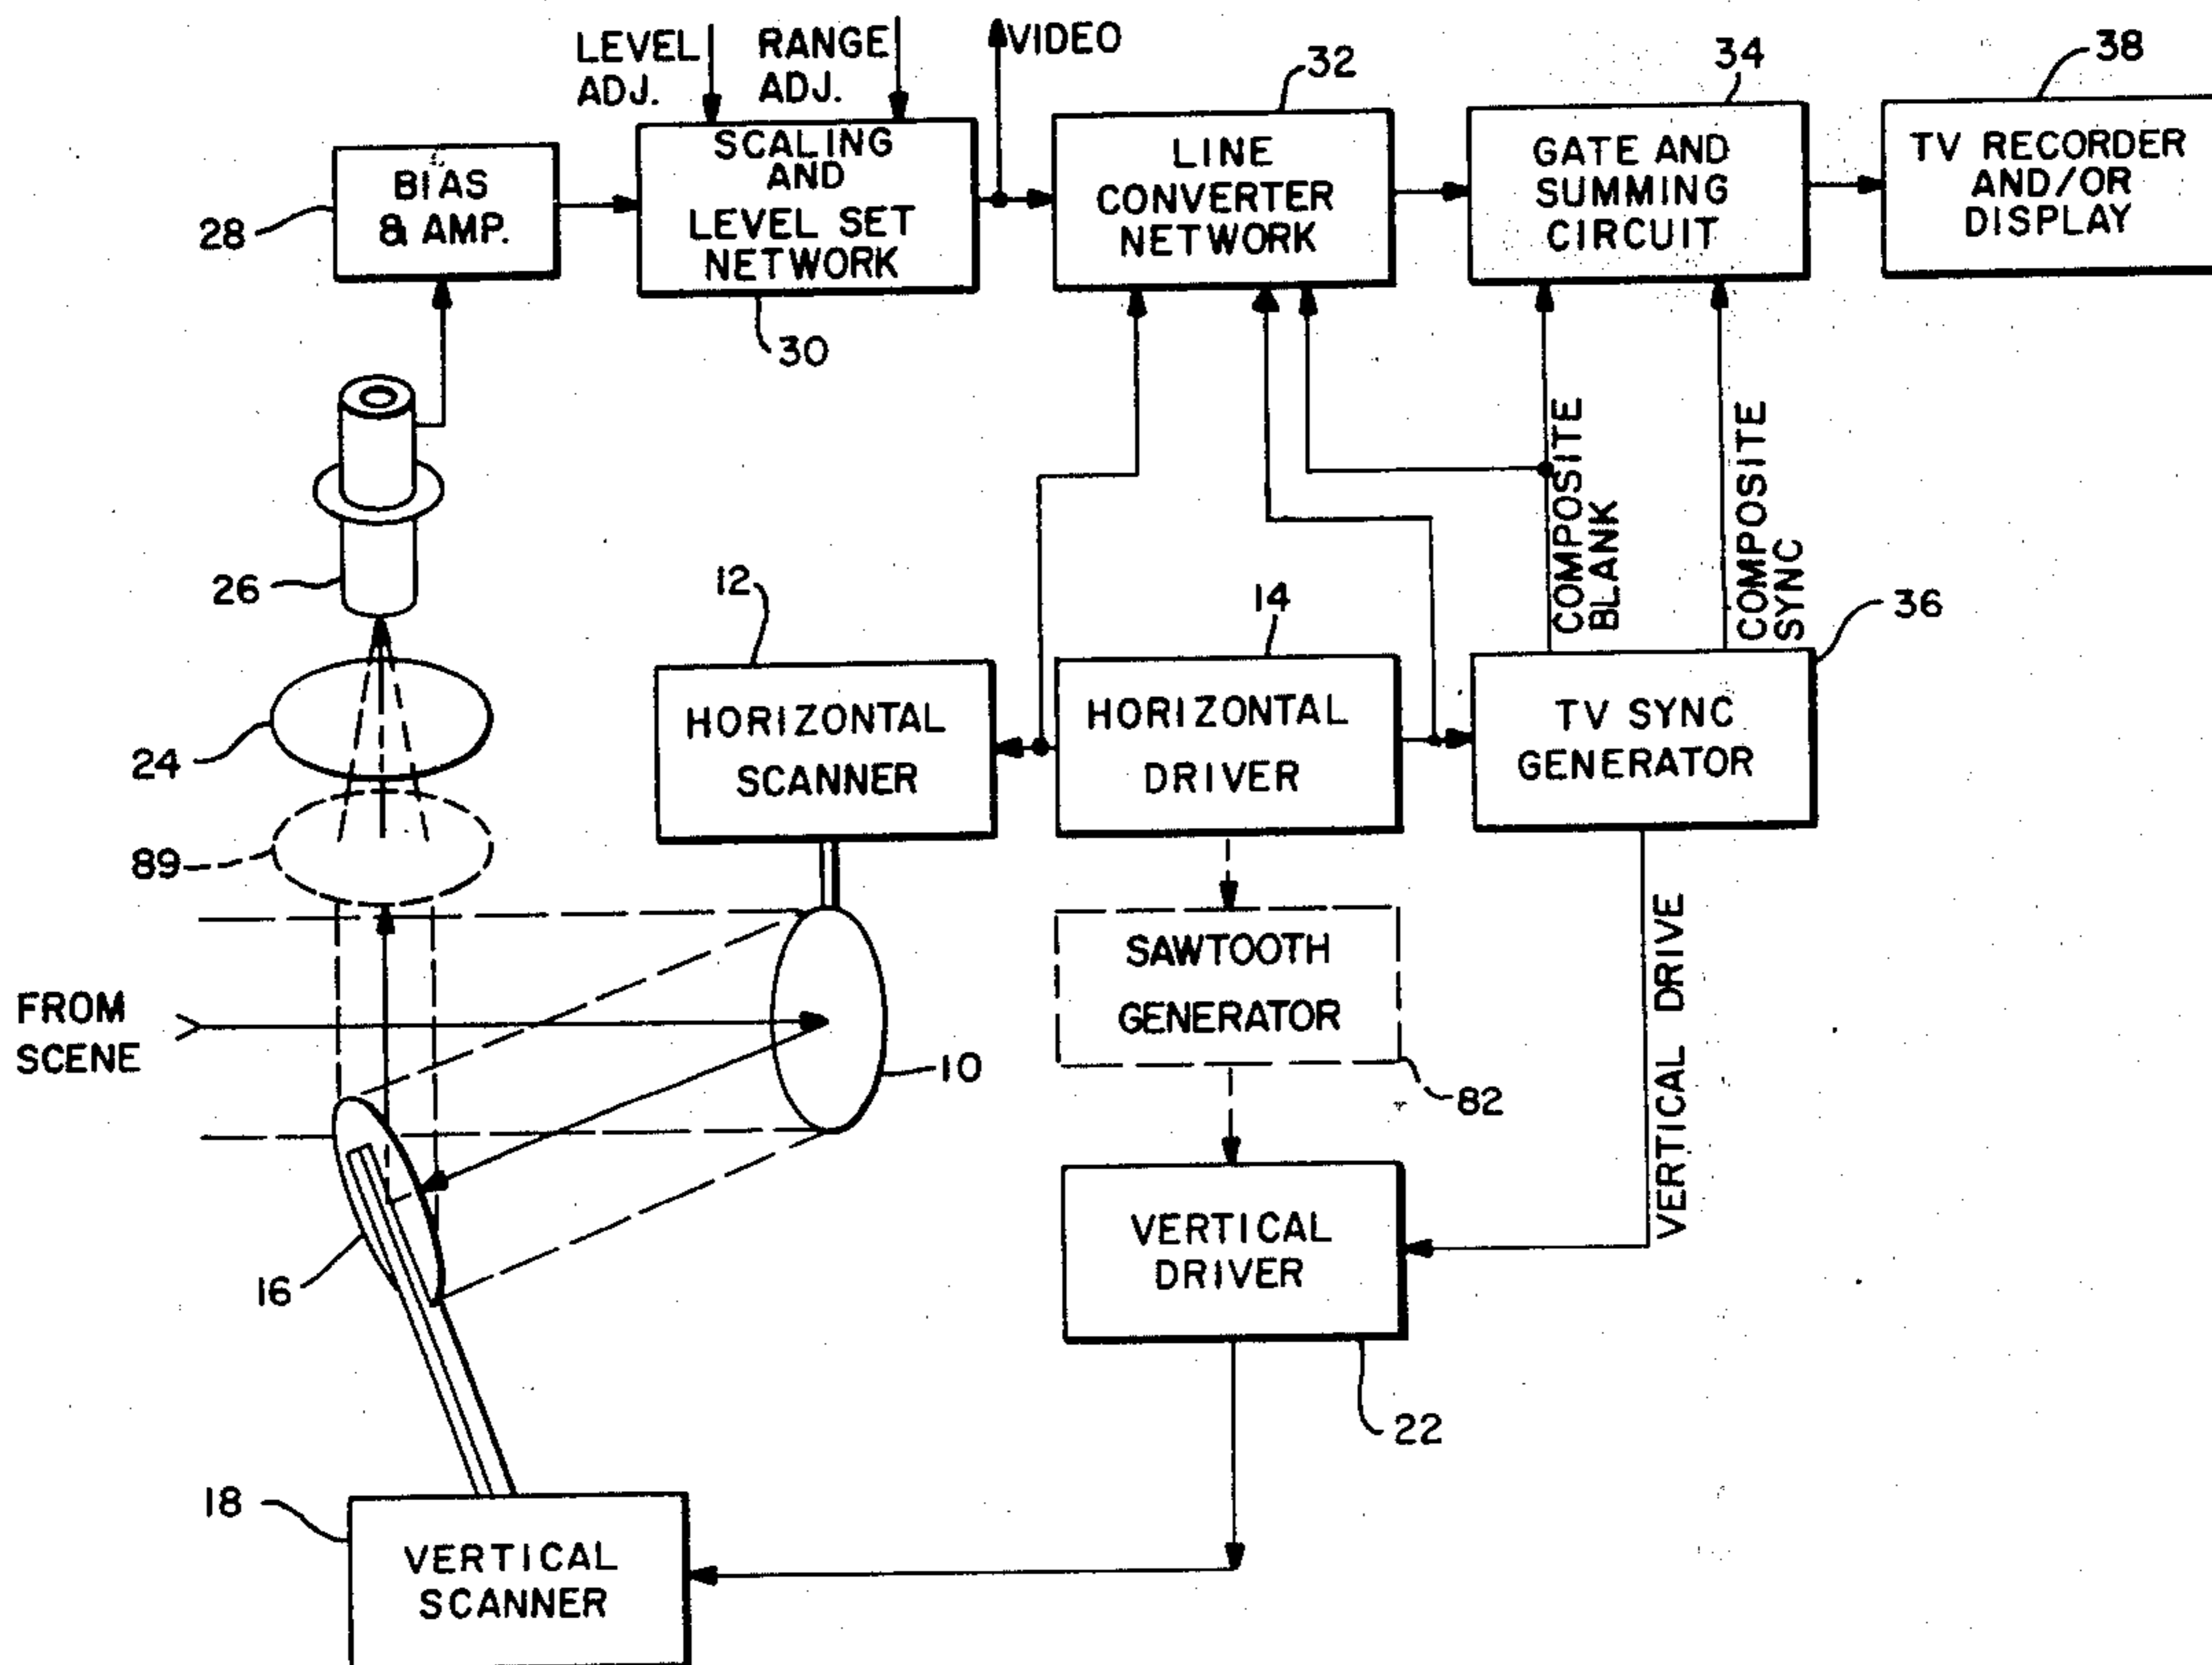 LEVEL
ADJ.
RANGE
ADJ.
VIDEO
32
34
38
BIAS
& AMP.
28
SCALING
AND
LEVEL SET
NETWORK
30
LINE
CONVERTER
NETWORK
GATE AND
SUMMING
CIRCUIT
TV RECORDER
AND/OR
DISPLAY
COMPOSITE
BLANK
COMPOSITE
SYNC
26
12
14
36
24
HORIZONTAL
SCANNER
HORIZONTAL
DRIVER
TV SYNC
GENERATOR
89
SAWTOOTH
GENERATOR
82
VERTICAL DRIVE
FROM
SCENE
10
16
VERTICAL
DRIVER
22
18
VERTICAL
SCANNER